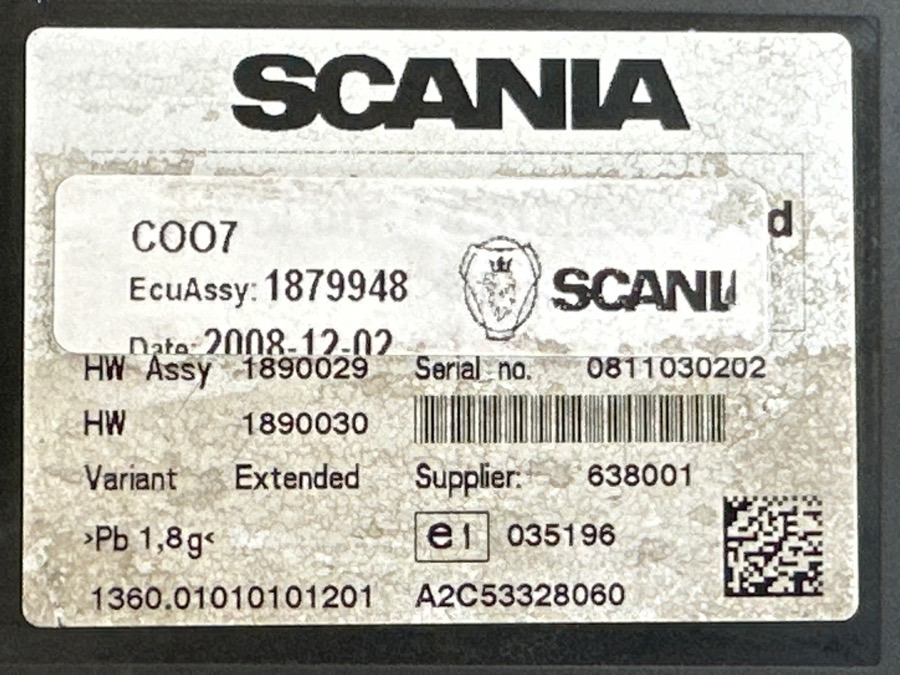 SCANIA
d
COO7
EcuAssy: 1879948
SCANI
Date: 2008-12-02
HW Assy 1890029 Serial no. 0811030202
HW 1890030
Variant Extended Supplier: 638001
>Pb 1,8g< e1 035196
1360.01010101201 A2C53328060